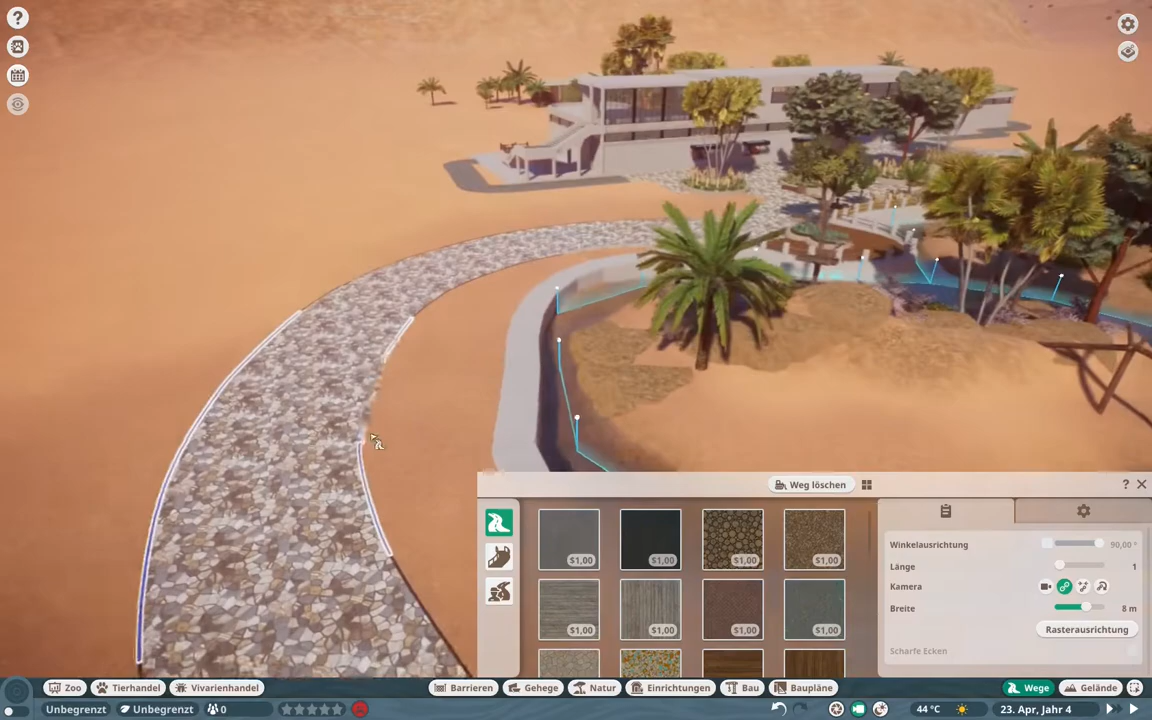 ?
Weg löschen
?
$1,00
$1,00
$1,00
$1,00
$1,00
$1,00
$1,00
$1,00
Winkelausrichtung 90,00 °
Länge 1
Kamera
Breite 8 m
Rasterausrichtung
Scharfe Ecken
Zoo
Tierhandel
Vivarienhandel
Barrieren
Gehege
Natur
Einrichtungen
Bau
Baupläne
Wege
Gelände
Unbegrenzt
Unbegrenzt
0
44 °C
23. Apr, Jahr 4